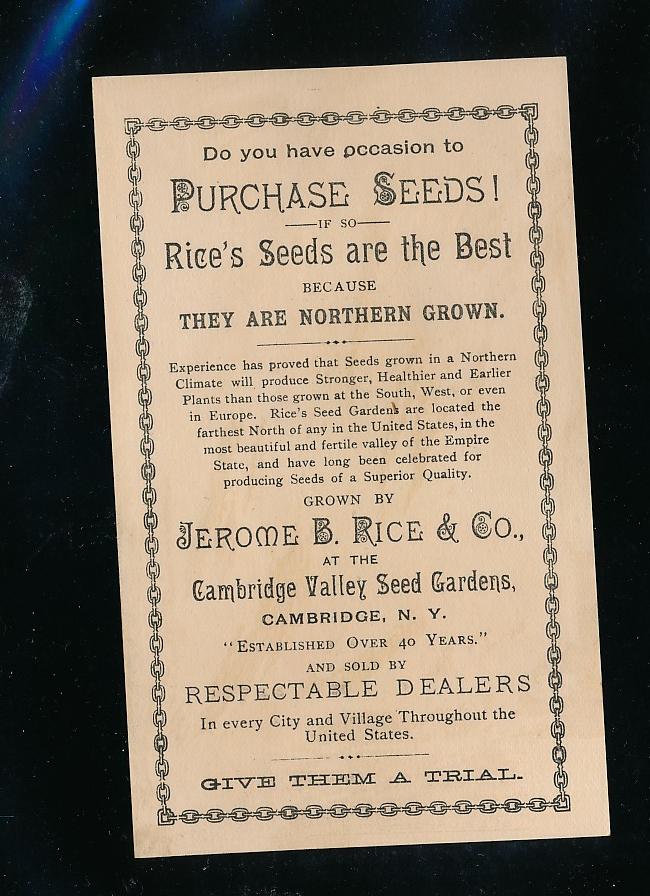 Do you have occasion to
PURCHASE SEEDS!
IF SO
Rice's Seeds are the Best
BECAUSE
THEY ARE NORTHERN GROWN.
Experience has proved that Seeds grown in a Northern
Climate will produce Stronger, Healthier and Earlier
Plants than those grown at the South, West, or even
in Europe. Rice's Seed Gardens are located the
farthest North of any in the United States, in the
most beautiful and fertile valley of the Empire
State, and have long been celebrated for
producing Seeds of a Superior Quality.
GROWN BY
JEROME B. RICE & CO.,
AT THE
Cambridge Valley Seed Gardens,
CAMBRIDGE, N. Y.
"ESTABLISHED OVER 40 YEARS."
AND SOLD BY
RESPECTABLE DEALERS
In every City and Village Throughout the
United States.
GIVE THEM A TRIAL.